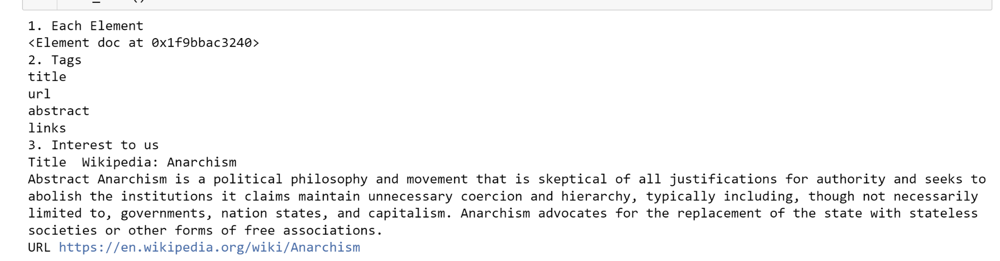 1. Each Element
<Element doc at 0x1f9bbac3240>
2. Tags
title
url
abstract
links
3. Interest to us
Title  Wikipedia: Anarchism
Abstract Anarchism is a political philosophy and movement that is skeptical of all justifications for authority and seeks to
abolish the institutions it claims maintain unnecessary coercion and hierarchy, typically including, though not necessarily
limited to, governments, nation states, and capitalism. Anarchism advocates for the replacement of the state with stateless
societies or other forms of free associations.
URL https://en.wikipedia.org/wiki/Anarchism